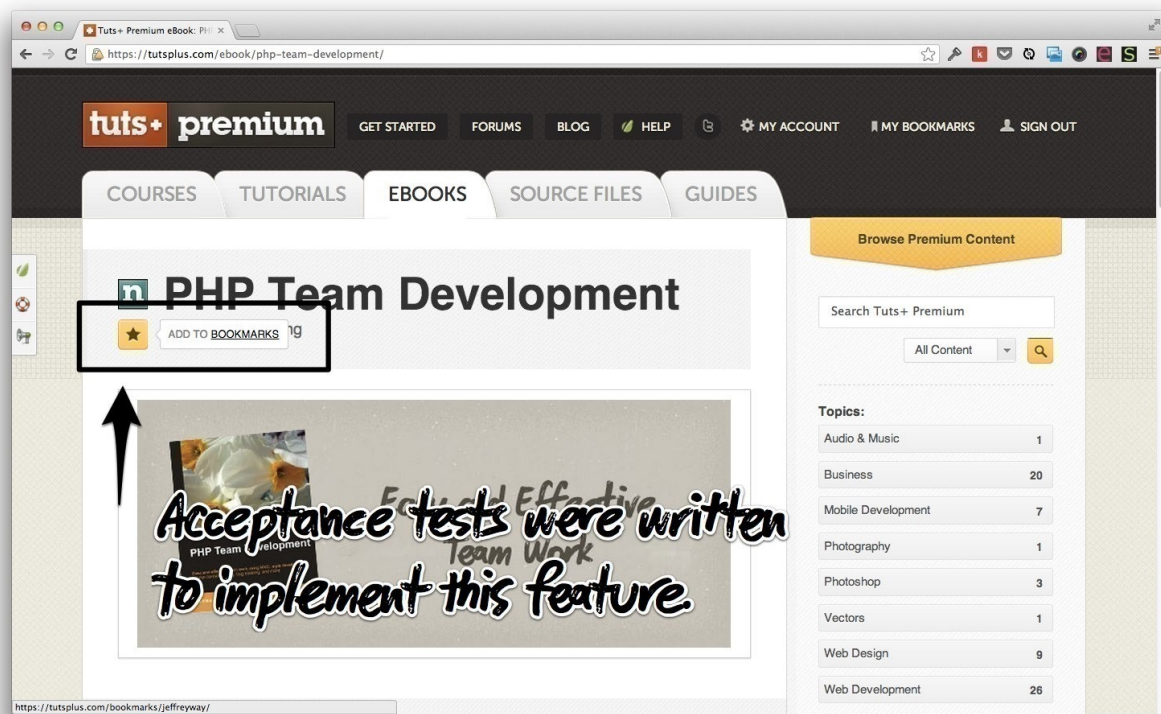 Tuts+ Premium eBook: PH
https://tutsplus.com/ebook/php-team-development/
tuts+ premium
GET STARTED FORUMS BLOG HELP MY ACCOUNT MY BOOKMARKS SIGN OUT
COURSES TUTORIALS EBOOKS SOURCE FILES GUIDES
Browse Premium Content
n PHP Team Development
ADD TO BOOKMARKS
Search Tuts+ Premium
All Content
Acceptance tests were written
to implement this feature.
Easy and Effective
Team Work
PHP Team Development
Topics:
Audio & Music 1
Business 20
Mobile Development 7
Photography 1
Photoshop 3
Vectors 1
Web Design 9
Web Development 26
https://tutsplus.com/bookmarks/jeffreyway/